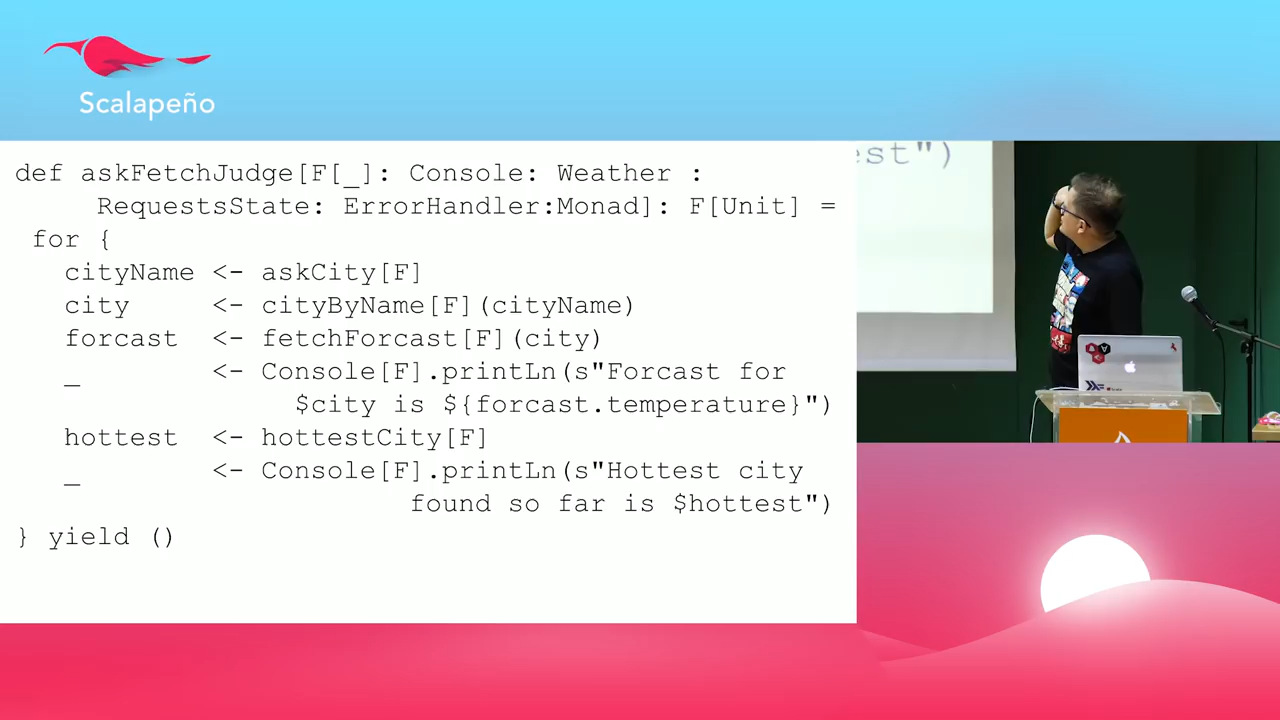 Scalapeño
def askFetchJudge[F[_]: Console: Weather :
RequestsState: ErrorHandler:Monad]: F[Unit] =
for {
cityName <- askCity[F]
city <- cityByName[F](cityName)
forcast <- fetchForcast[F](city)
_ <- Console[F].printLn(s"Forcast for
$city is ${forcast.temperature}")
hottest <- hottestCity[F]
_ <- Console[F].printLn(s"Hottest city
found so far is $hottest")
} yield ()
est")